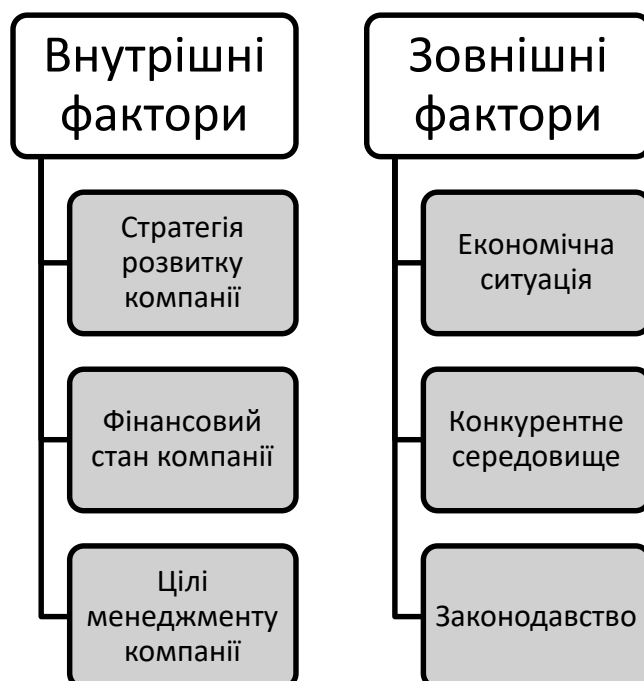 Внутрішні
фактори
Стратегія
розвитку
компанії
Фінансовий
стан компанії
Цілі
менеджменту
компанії
Зовнішні
фактори
Економічна
ситуація
Конкурентне
середовище
Законодавство